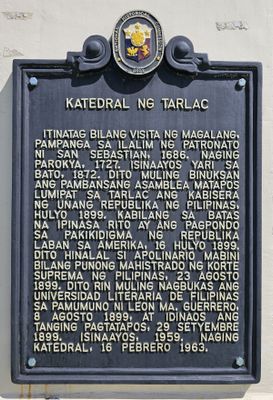 KATEDRAL NG TARLAC
ITINATAG BILANG VISITA NG MAGALANG,
PAMPANGA SA ILALIM NG PATRONATO
NI SAN SEBASTIAN, 1686. NAGING
PAROKYA, 1727. ISINAAYOS YARI SA
BATO, 1872. DITO MULING BINUKSAN
ANG PAMBANSANG ASAMBLEA MATAPOS
LUMIPAT SA TARLAC ANG KABISERA
NG UNANG REPUBLIKA NG PILIPINAS,
HULYO 1899. KABILANG SA BATAS
NA IPINASA RITO AY ANG PAGPONDO
SA PAKIKIDIGMA NG REPUBLIKA
LABAN SA AMERIKA, 16 HULYO 1899.
DITO HINALAL SI APOLINARIO MABINI
BILANG PUNONG MAHISTRADO NG KORTE
SUPREMA NG PILIPINAS, 23 AGOSTO
1899. DITO RIN MULING NAGBUKAS ANG
UNIVERSIDAD LITERARIA DE FILIPINAS
SA PAMUMUNO NI LEON MA. GUERRERO,
8 AGOSTO 1899, AT IDINAOS ANG
TANGING PAGTATAPOS, 29 SETYEMBRE
1899. ISINAAYOS, 1959. NAGING
KATEDRAL, 16 PEBRERO 1963.